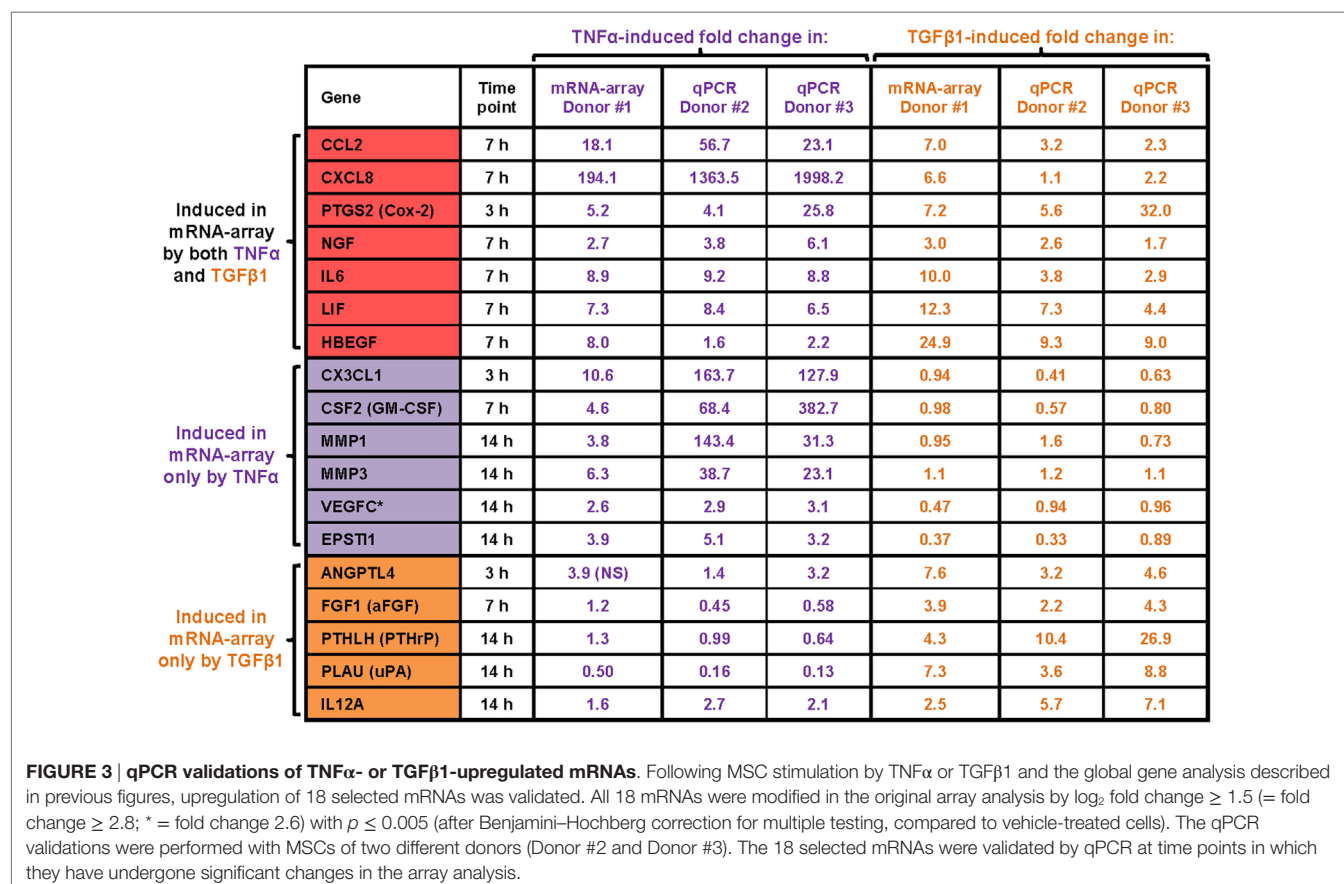 TNFα-induced fold change in: TGFβ1-induced fold change in:
Gene Time point mRNA-array Donor #1 qPCR Donor #2 qPCR Donor #3 mRNA-array Donor #1 qPCR Donor #2 qPCR Donor #3
Induced in
mRNA-array
by both TNFα
and TGFβ1
CCL2 7 h 18.1 56.7 23.1 7.0 3.2 2.3
CXCL8 7 h 194.1 1363.5 1998.2 6.6 1.1 2.2
PTGS2 (Cox-2) 3 h 5.2 4.1 25.8 7.2 5.6 32.0
NGF 7 h 2.7 3.8 6.1 3.0 2.6 1.7
IL6 7 h 8.9 9.2 8.8 10.0 3.8 2.9
LIF 7 h 7.3 8.4 6.5 12.3 7.3 4.4
HBEGF 7 h 8.0 1.6 2.2 24.9 9.3 9.0
Induced in
mRNA-array
only by TNFα
CX3CL1 3 h 10.6 163.7 127.9 0.94 0.41 0.63
CSF2 (GM-CSF) 7 h 4.6 68.4 382.7 0.98 0.57 0.80
MMP1 14 h 3.8 143.4 31.3 0.95 1.6 0.73
MMP3 14 h 6.3 38.7 23.1 1.1 1.2 1.1
VEGFC* 14 h 2.6 2.9 3.1 0.47 0.94 0.96
EPSTI1 14 h 3.9 5.1 3.2 0.37 0.33 0.89
Induced in
mRNA-array
only by TGFβ1
ANGPTL4 3 h 3.9 (NS) 1.4 3.2 7.6 3.2 4.6
FGF1 (aFGF) 7 h 1.2 0.45 0.58 3.9 2.2 4.3
PTHLH (PTHrP) 14 h 1.3 0.99 0.64 4.3 10.4 26.9
PLAU (uPA) 14 h 0.50 0.16 0.13 7.3 3.6 8.8
IL12A 14 h 1.6 2.7 2.1 2.5 5.7 7.1
FIGURE 3 | qPCR validations of TNFα- or TGFβ1-upregulated mRNAs. Following MSC stimulation by TNFα or TGFβ1 and the global gene analysis described
in previous figures, upregulation of 18 selected mRNAs was validated. All 18 mRNAs were modified in the original array analysis by log₂ fold change ≥ 1.5 (= fold
change ≥ 2.8; * = fold change 2.6) with p ≤ 0.005 (after Benjamini–Hochberg correction for multiple testing, compared to vehicle-treated cells). The qPCR
validations were performed with MSCs of two different donors (Donor #2 and Donor #3). The 18 selected mRNAs were validated by qPCR at time points in which
they have undergone significant changes in the array analysis.